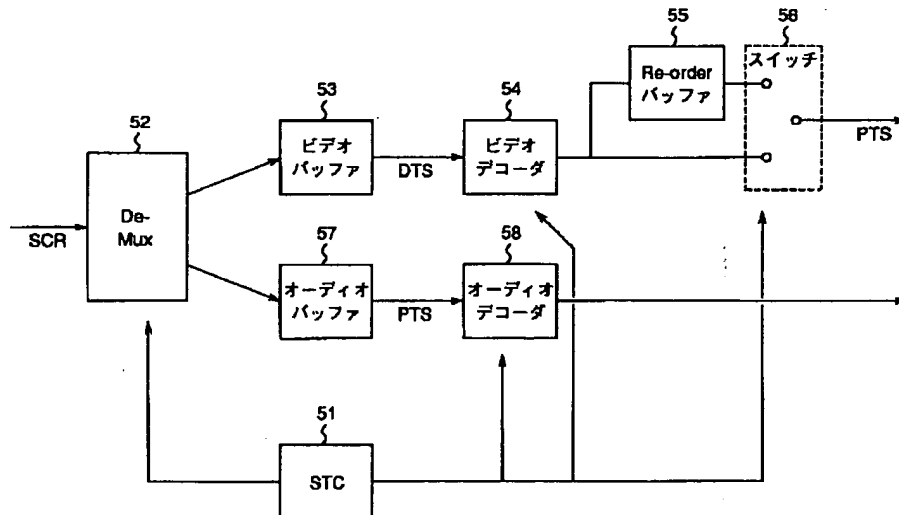 55
56
スイッチ
Re-order
バッファ
53
54
52
ビデオ
バッファ
DTS
ビデオ
デコーダ
PTS
De-
Mux
SCR
57
58
オーディオ
バッファ
PTS
オーディオ
デコーダ
51
STC